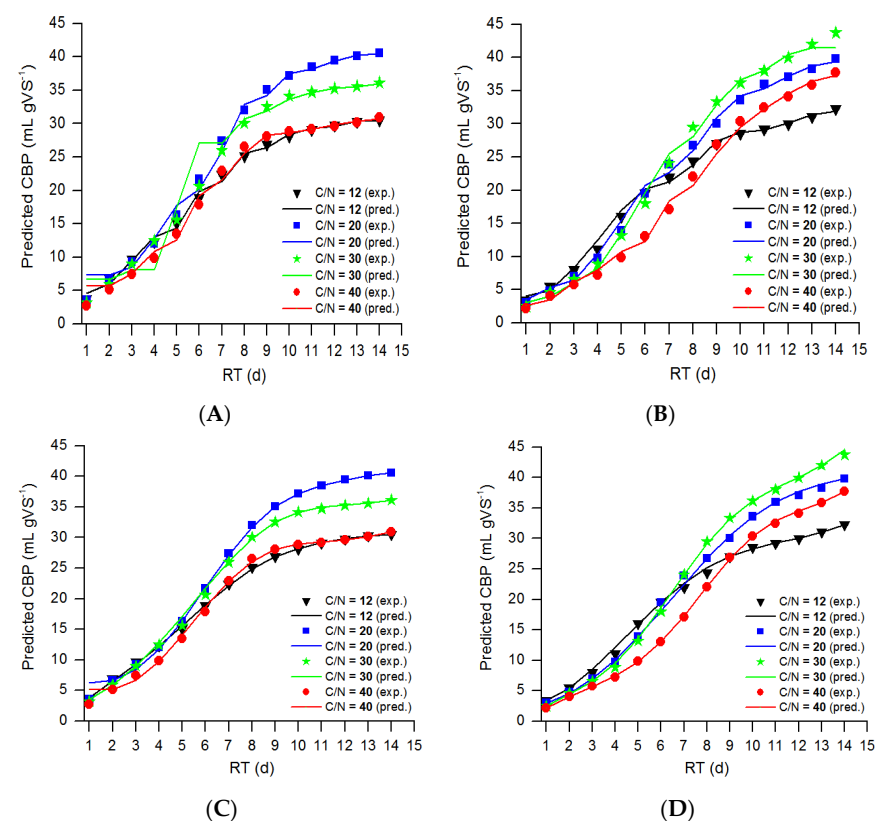 45
40
35
30
25
20
15
10
5
0
Predicted CBP (mL gVS⁻¹)
C/N = 12 (exp.)
C/N = 12 (pred.)
C/N = 20 (exp.)
C/N = 20 (pred.)
C/N = 30 (exp.)
C/N = 30 (pred.)
C/N = 40 (exp.)
C/N = 40 (pred.)
1 2 3 4 5 6 7 8 9 10 11 12 13 14 15
RT (d)
(A)
45
40
35
30
25
20
15
10
5
0
Predicted CBP (mL gVS⁻¹)
C/N = 12 (exp.)
C/N = 12 (pred.)
C/N = 20 (exp.)
C/N = 20 (pred.)
C/N = 30 (exp.)
C/N = 30 (pred.)
C/N = 40 (exp.)
C/N = 40 (pred.)
1 2 3 4 5 6 7 8 9 10 11 12 13 14 15
RT (d)
(B)
45
40
35
30
25
20
15
10
5
0
Predicted CBP (mL gVS⁻¹)
C/N = 12 (exp.)
C/N = 12 (pred.)
C/N = 20 (exp.)
C/N = 20 (pred.)
C/N = 30 (exp.)
C/N = 30 (pred.)
C/N = 40 (exp.)
C/N = 40 (pred.)
1 2 3 4 5 6 7 8 9 10 11 12 13 14 15
RT (d)
(C)
45
40
35
30
25
20
15
10
5
0
Predicted CBP (mL gVS⁻¹)
C/N = 12 (exp.)
C/N = 12 (pred.)
C/N = 20 (exp.)
C/N = 20 (pred.)
C/N = 30 (exp.)
C/N = 30 (pred.)
C/N = 40 (exp.)
C/N = 40 (pred.)
1 2 3 4 5 6 7 8 9 10 11 12 13 14 15
RT (d)
(D)